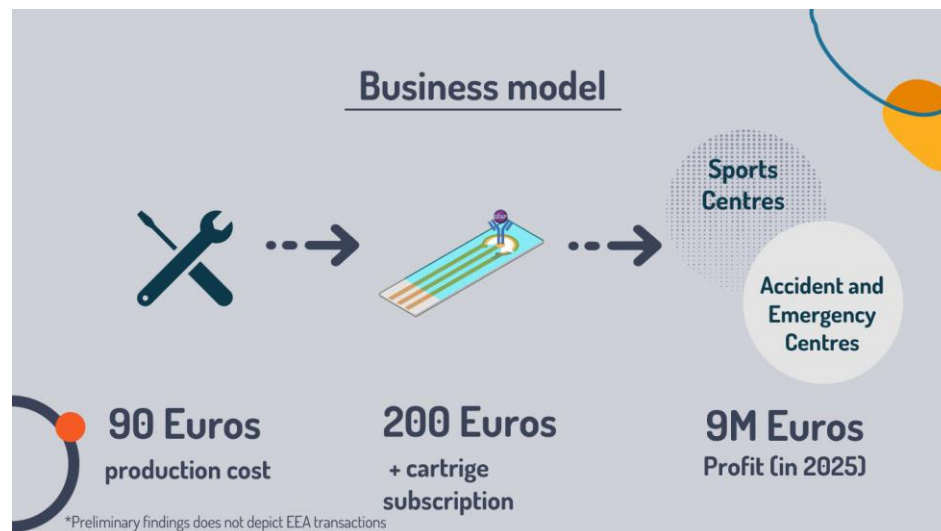 Business model
Sports
Centres
Accident and
Emergency
Centres
90 Euros
production cost
200 Euros
+ cartrige
subscription
9M Euros
Profit (in 2025)
*Preliminary findings does not depict EEA transactions